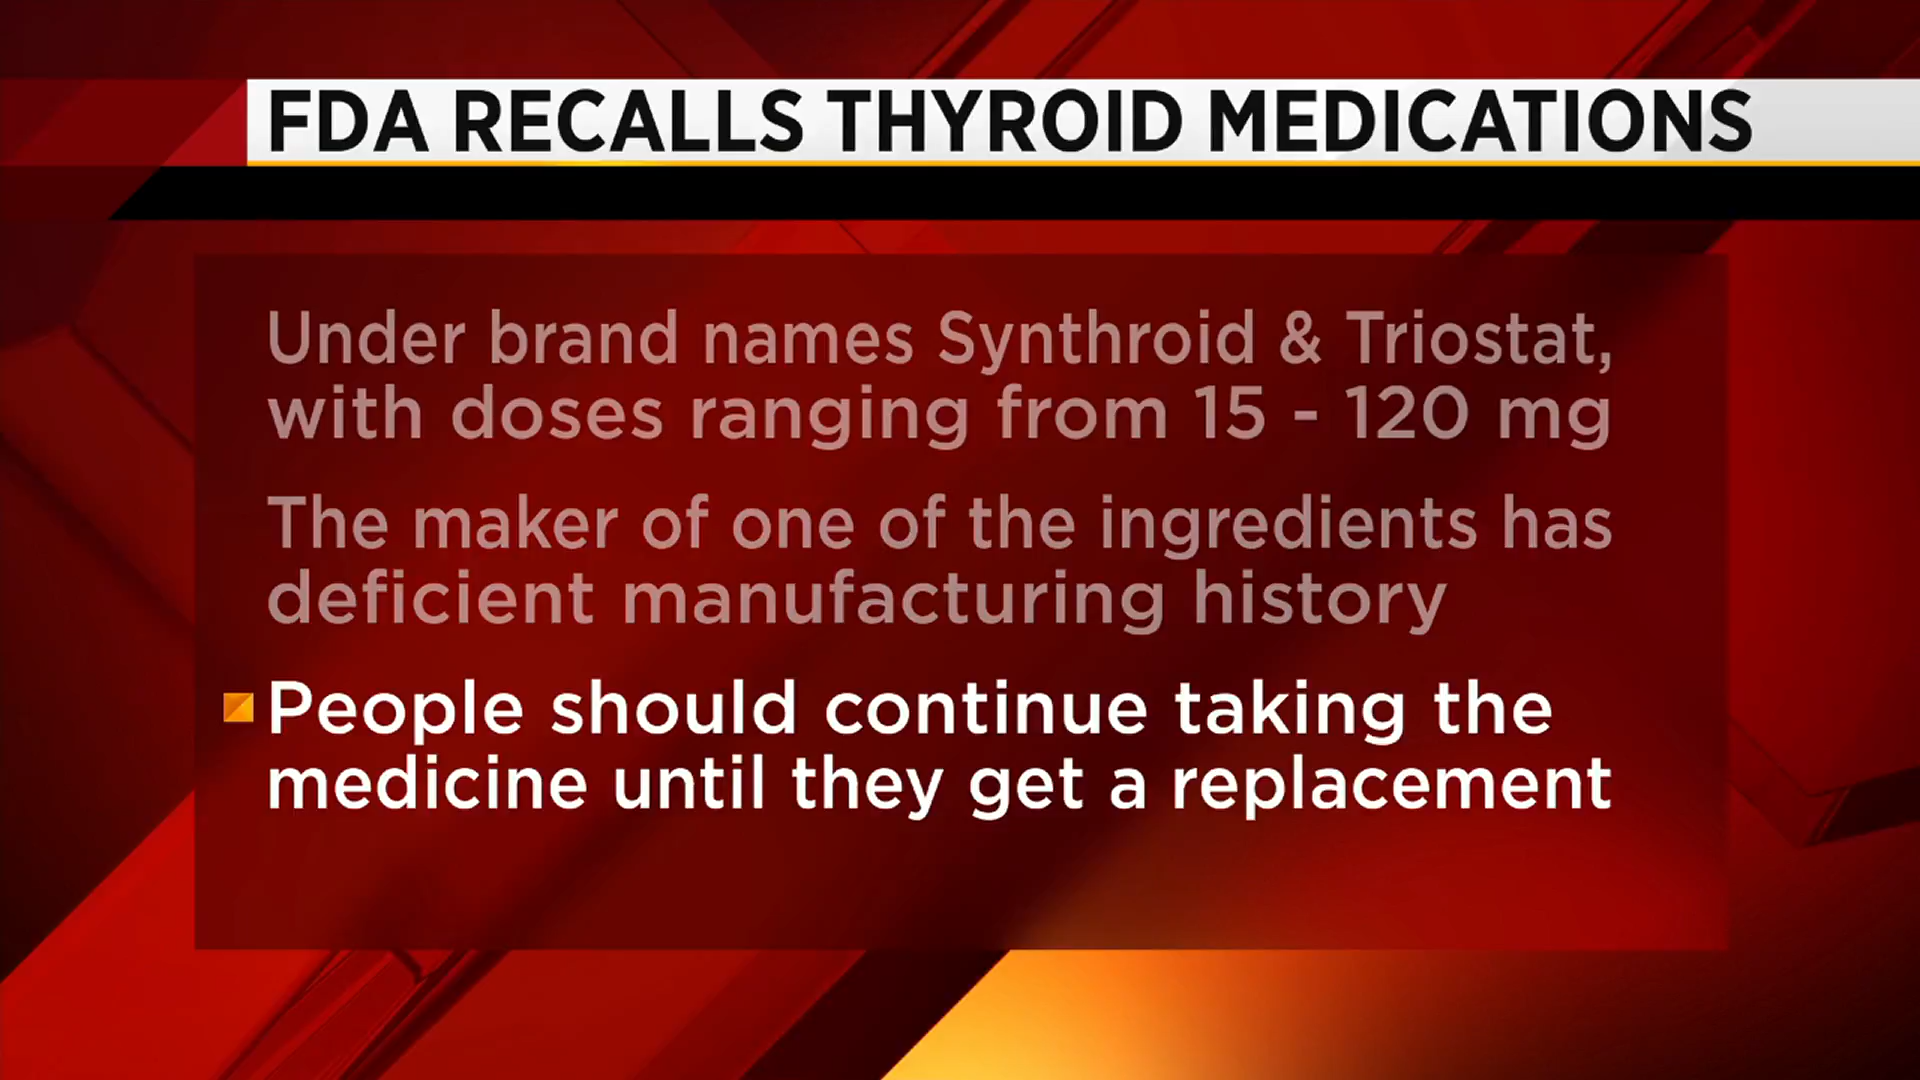 FDA RECALLS THYROID MEDICATIONS
Under brand names Synthroid & Triostat,
with doses ranging from 15 - 120 mg
The maker of one of the ingredients has
deficient manufacturing history
People should continue taking the
medicine until they get a replacement